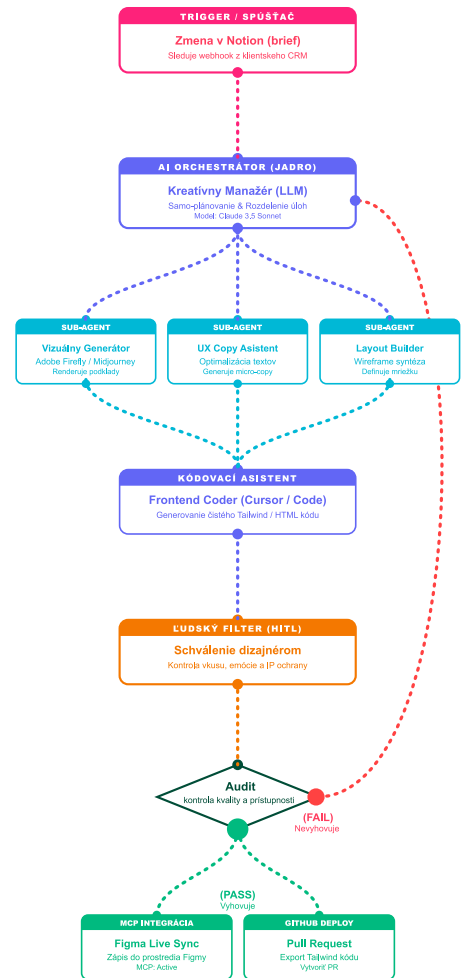 TRIGGER / SPÚŠŤAČ
Zmena v Notion (brief)
Sleduje webhook z klientskeho CRM
AI ORCHESTRÁTOR (JADRO)
Kreatívny Manažér (LLM)
Samo-plánovanie & Rozdelenie úloh
Model: Claude 3,5 Sonnet
SUB-AGENT
Vizuálny Generátor
Adobe Firefly / Midjourney
Renderuje podklady
SUB-AGENT
UX Copy Asistent
Optimalizácia textov
Generuje micro-copy
SUB-AGENT
Layout Builder
Wireframe syntéza
Definuje mriežku
KÓDOVACÍ ASISTENT
Frontend Coder (Cursor / Code)
Generovanie čistého Tailwind / HTML kódu
ĽUDSKÝ FILTER (HITL)
Schválenie dizajnérom
Kontrola vkusu, emócie a IP ochrany
Audit
kontrola kvality a prístupnosti
(FAIL)
Nevyhovuje
(PASS)
Vyhovuje
MCP INTEGRÁCIA
Figma Live Sync
Zápis do prostredia Figmy
MCP: Active
GITHUB DEPLOY
Pull Request
Export Tailwind kódu
Vytvoriť PR